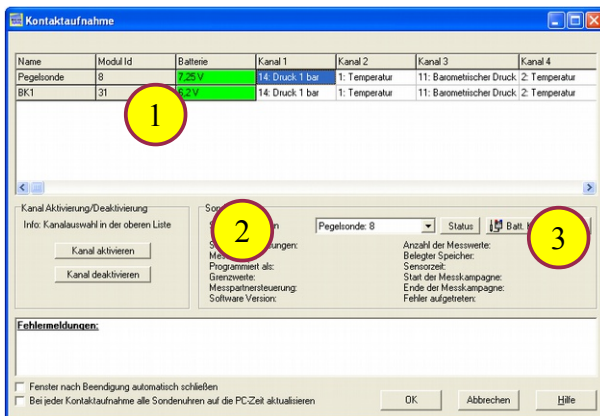 Kontaktaufnahme
Name Modul Id Batterie Kanal 1 Kanal 2 Kanal 3 Kanal 4
Pegelsonde 8 7,25 V 14: Druck 1 bar 1: Temperatur 11: Barometrischer Druck 2: Temperatur
BK1 31 6,2 V 14: Druck 1 bar 1: Temperatur 11: Barometrischer Druck 2: Temperatur
1
Kanal Aktivierung/Deaktivierung
Info: Kanalauswahl in der oberen Liste
Kanal aktivieren
Kanal deaktivieren
2
Pegelsonde: 8 Status Batt.
3
Programmiert als:
Grenzwerte:
Messpartnersteuerung:
Software Version:
Anzahl der Messwerte:
Belegter Speicher:
Sensorzeit:
Start der Messkampagne:
Ende der Messkampagne:
Fehler aufgetreten:
Fehlermeldungen:
Fenster nach Beendigung automatisch schließen
Bei jeder Kontaktaufnahme alle Sondenuhren auf die PC-Zeit aktualisieren
OK Abbrechen Hilfe